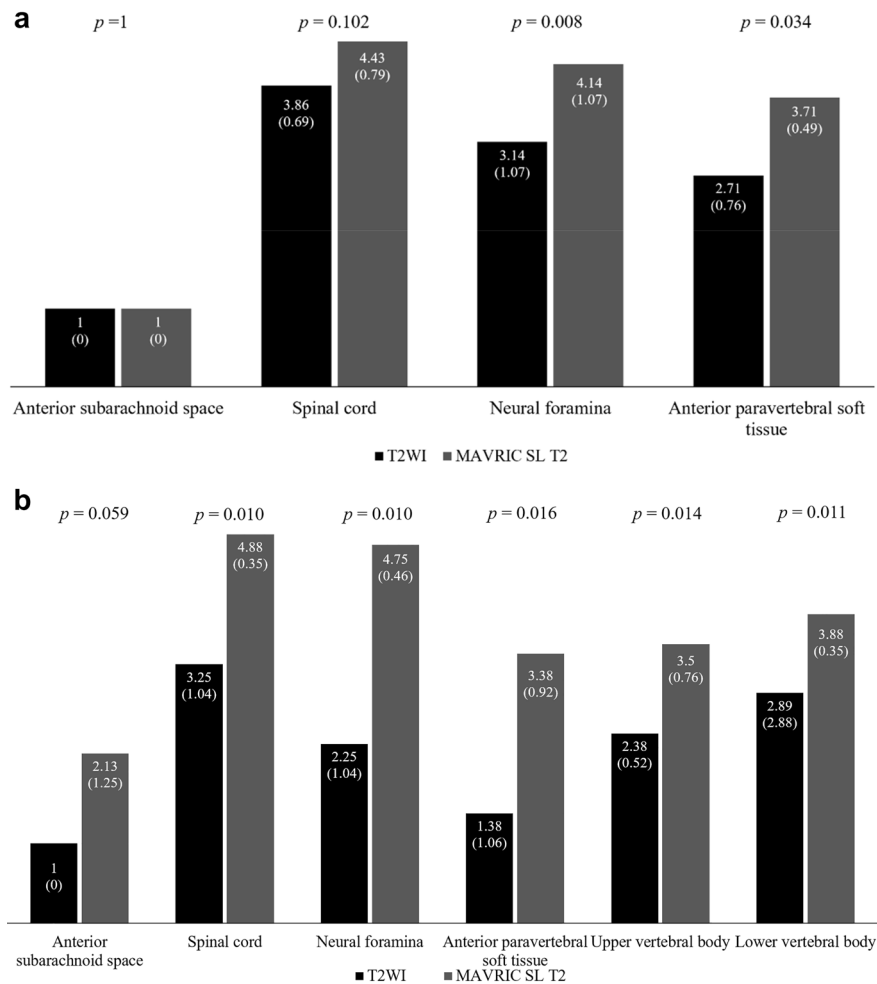 a
p =1
p = 0.102
p = 0.008
p = 0.034
1
(0)
1
(0)
3.86
(0.69)
4.43
(0.79)
3.14
(1.07)
4.14
(1.07)
2.71
(0.76)
3.71
(0.49)
Anterior subarachnoid space
Spinal cord
Neural foramina
Anterior paravertebral soft
tissue
T2WI
MAVRIC SL T2
b
p = 0.059
p = 0.010
p = 0.010
p = 0.016
p = 0.014
p = 0.011
1
(0)
2.13
(1.25)
3.25
(1.04)
4.88
(0.35)
2.25
(1.04)
4.75
(0.46)
1.38
(1.06)
3.38
(0.92)
2.38
(0.52)
3.5
(0.76)
2.89
(2.88)
3.88
(0.35)
Anterior
subarachnoid space
Spinal cord
Neural foramina
Anterior paravertebral
soft tissue
Upper vertebral body
Lower vertebral body
T2WI
MAVRIC SL T2